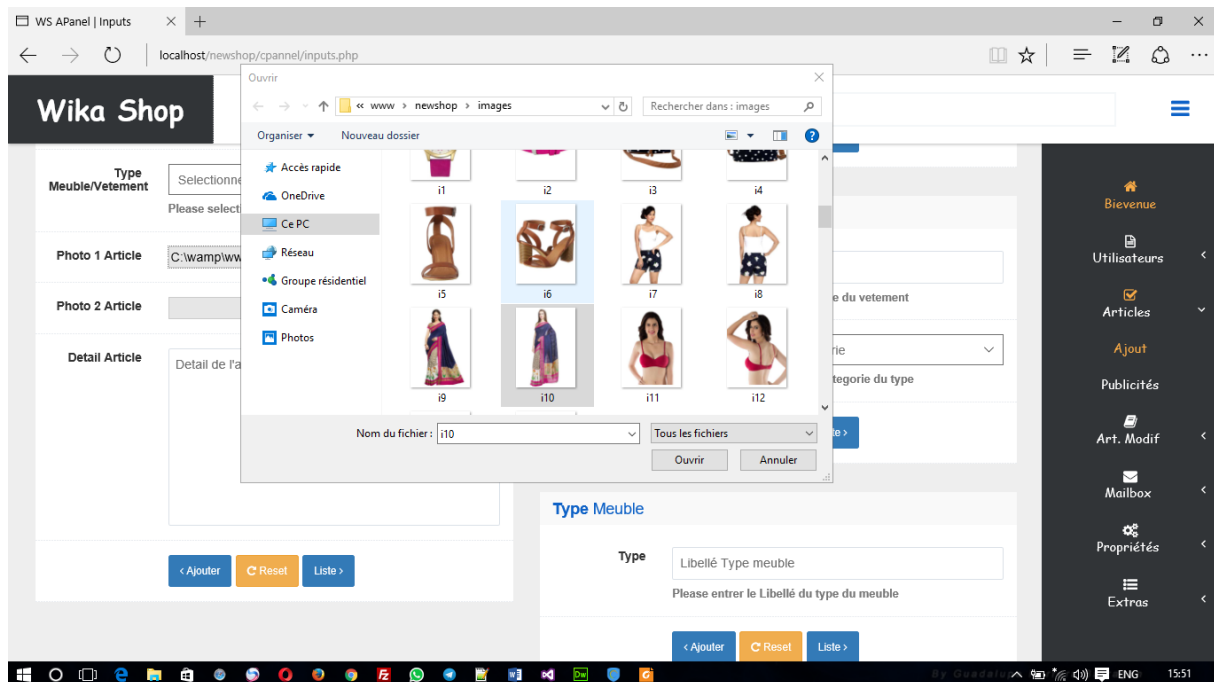 WS APanel | Inputs
localhost/newshop/cpannel/inputs.php
Wika Shop
Ouvrir
« www › newshop › images
Rechercher dans : images
Organiser
Nouveau dossier
Accès rapide
OneDrive
Ce PC
Réseau
Groupe résidentiel
Caméra
Photos
i1 i2 i3 i4
i5 i6 i7 i8
i9 i10 i11 i12
Nom du fichier : i10
Tous les fichiers
Ouvrir Annuler
Type
Meuble/Vetement
Selectionne
Please selecti
Photo 1 Article
C:\wamp\ww
Photo 2 Article
Detail Article
Detail de l'a
‹ Ajouter
Reset
Liste ›
e du vetement
rie
tegorie du type
te ›
Type Meuble
Type
Libellé Type meuble
Please entrer le Libellé du type du meuble
‹ Ajouter
Reset
Liste ›
Bievenue
Utilisateurs
Articles
Ajout
Publicités
Art. Modif
Mailbox
Propriétés
Extras
ENG
15:51